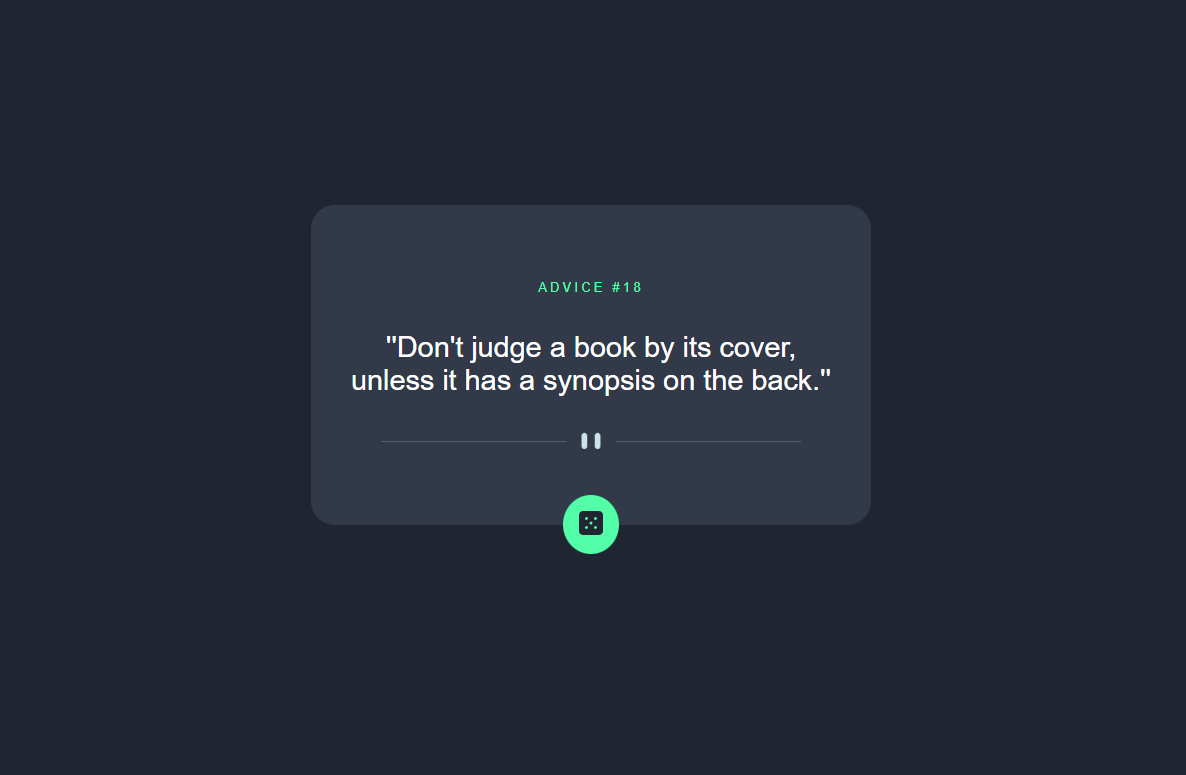 ADVICE #18
"Don't judge a book by its cover,
unless it has a synopsis on the back."